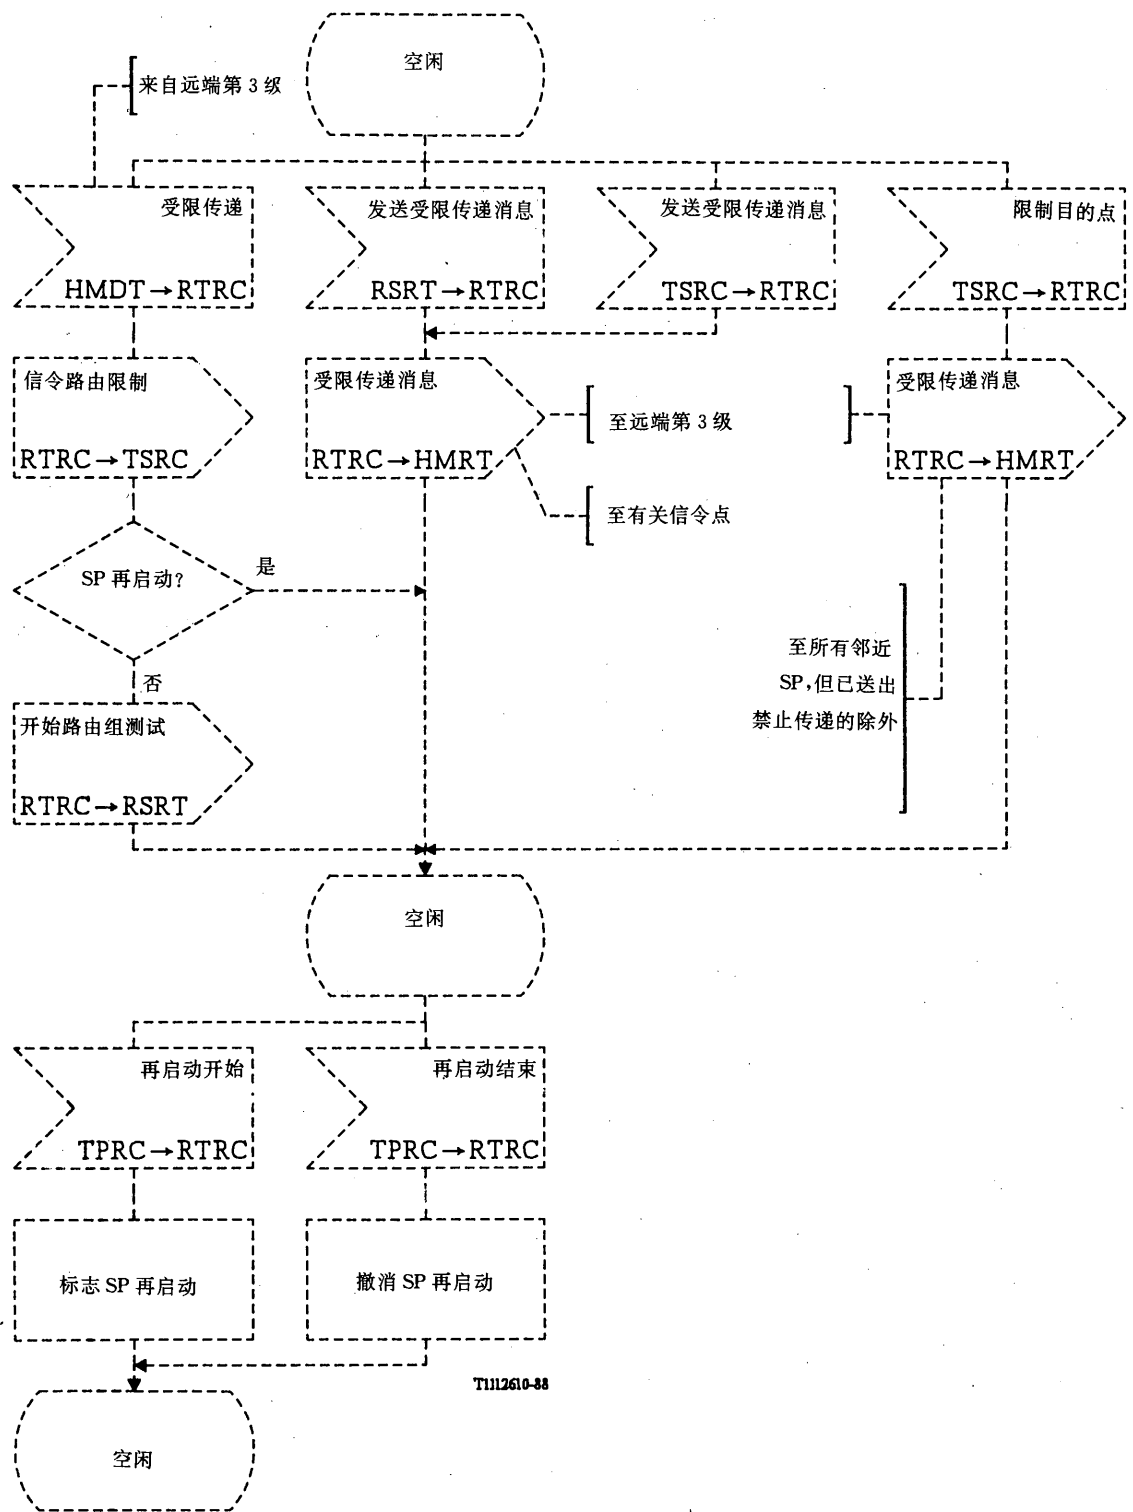 空闲
来自远端第 3 级
受限传递
HMDT→RTRC
发送受限传递消息
RSRT→RTRC
发送受限传递消息
TSRC→RTRC
限制目的点
TSRC→RTRC
信令路由限制
RTRC→TSRC
受限传递消息
RTRC→HMRT
至远端第 3 级
至有关信令点
受限传递消息
RTRC→HMRT
SP 再启动?
是
否
至所有邻近
SP,但已送出
禁止传递的除外
开始路由组测试
RTRC→RSRT
空闲
再启动开始
TPRC→RTRC
再启动结束
TPRC→RTRC
标志 SP 再启动
撤消 SP 再启动
T1112610-88
空闲